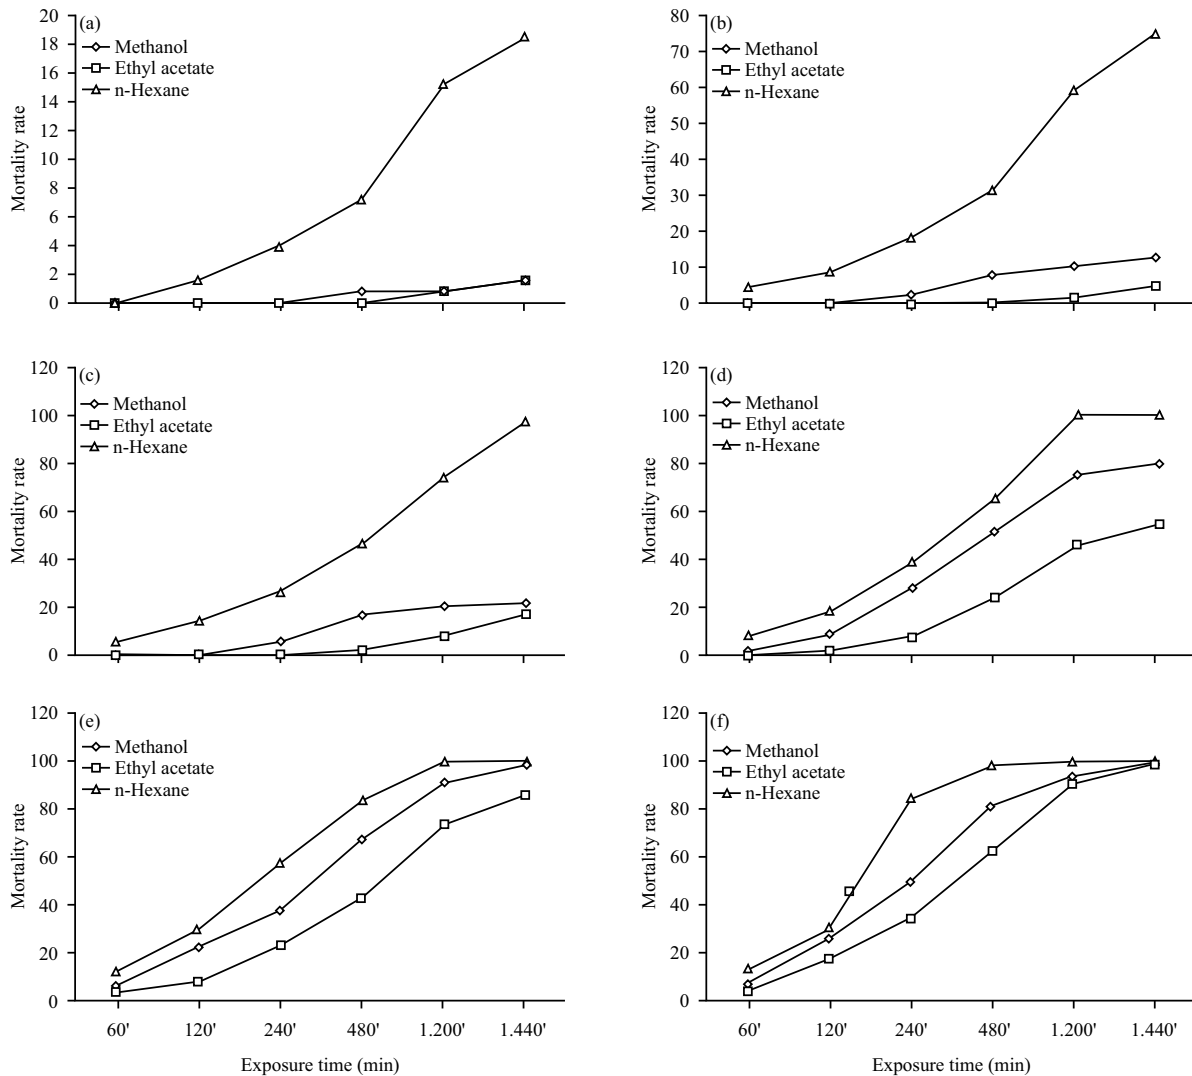 (a)
Methanol
Ethyl acetate
n-Hexane
Mortality rate
20
18
16
14
12
10
8
6
4
2
0
(b)
Methanol
Ethyl acetate
n-Hexane
Mortality rate
80
70
60
50
40
30
20
10
0
(c)
Methanol
Ethyl acetate
n-Hexane
Mortality rate
120
100
80
60
40
20
0
(d)
Methanol
Ethyl acetate
n-Hexane
Mortality rate
120
100
80
60
40
20
0
(e)
Methanol
Ethyl acetate
n-Hexane
Mortality rate
120
100
80
60
40
20
0
60' 120' 240' 480' 1.200' 1.440'
Exposure time (min)
(f)
Methanol
Ethyl acetate
n-Hexane
Mortality rate
120
100
80
60
40
20
0
60' 120' 240' 480' 1.200' 1.440'
Exposure time (min)